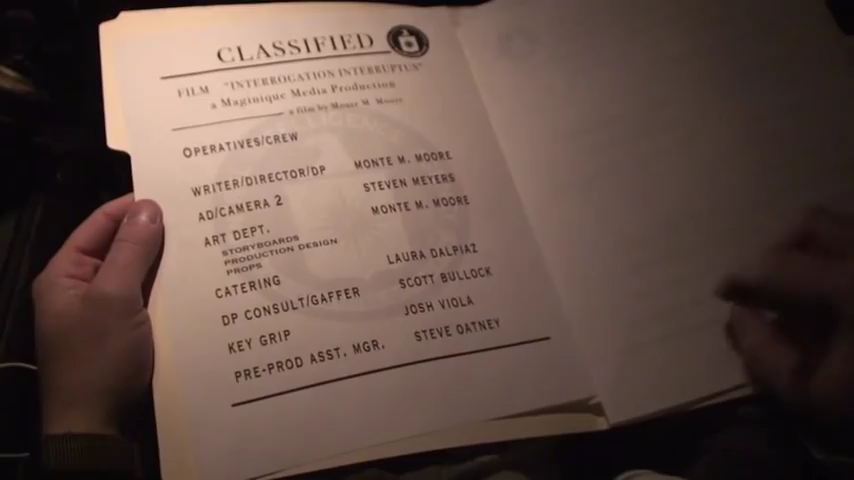 CLASSIFIED
FILM "INTERROGATION INTERRUPTUS"
a Maginique Media Production
a film by Monte M. Moore
INTELLIGENCE
OPERATIVES/CREW
WRITER/DIRECTOR/DP MONTE M. MOORE
AD/CAMERA 2 STEVEN MEYERS
ART DEPT. MONTE M. MOORE
STORYBOARDS
PRODUCTION DESIGN
PROPS
CATERING LAURA DALPIAZ
DP CONSULT/GAFFER SCOTT BULLOCK
KEY GRIP JOSH VIOLA
PRE-PROD ASST. MGR. STEVE OATNEY